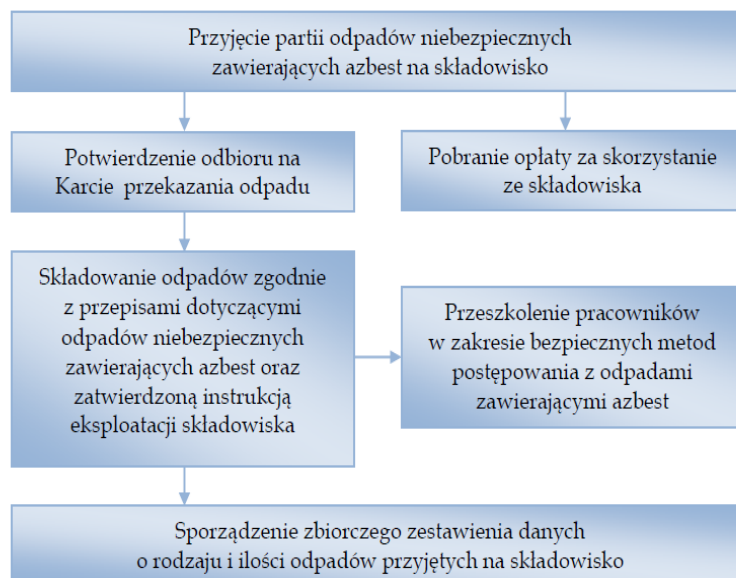 Przyjęcie partii odpadów niebezpiecznych
zawierających azbest na składowisko
Potwierdzenie odbioru na
Karcie przekazania odpadu
Pobranie opłaty za skorzystanie
ze składowiska
Składowanie odpadów zgodnie
z przepisami dotyczącymi
odpadów niebezpiecznych
zawierających azbest oraz
zatwierdzoną instrukcją
eksploatacji składowiska
Przeszkolenie pracowników
w zakresie bezpiecznych metod
postępowania z odpadami
zawierającymi azbest
Sporządzenie zbiorczego zestawienia danych
o rodzaju i ilości odpadów przyjętych na składowisko